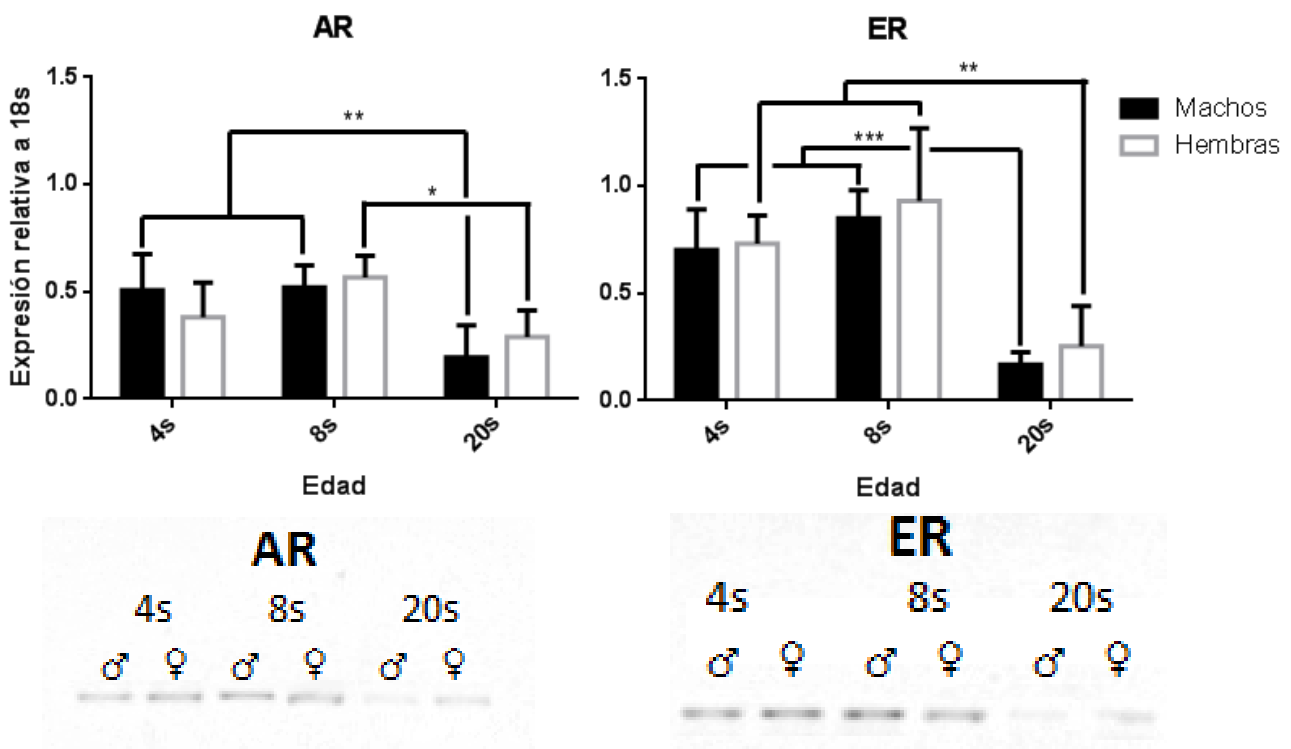 AR
Expresión relativa a 18s
1.5
1.0
0.5
0.0
**
*
4s
8s
20s
Edad
ER
1.5
1.0
0.5
0.0
**
***
4s
8s
20s
Edad
Machos
Hembras
AR
4s 8s 20s
♂ ♀ ♂ ♀ ♂ ♀
ER
4s 8s 20s
♂ ♀ ♂ ♀ ♂ ♀